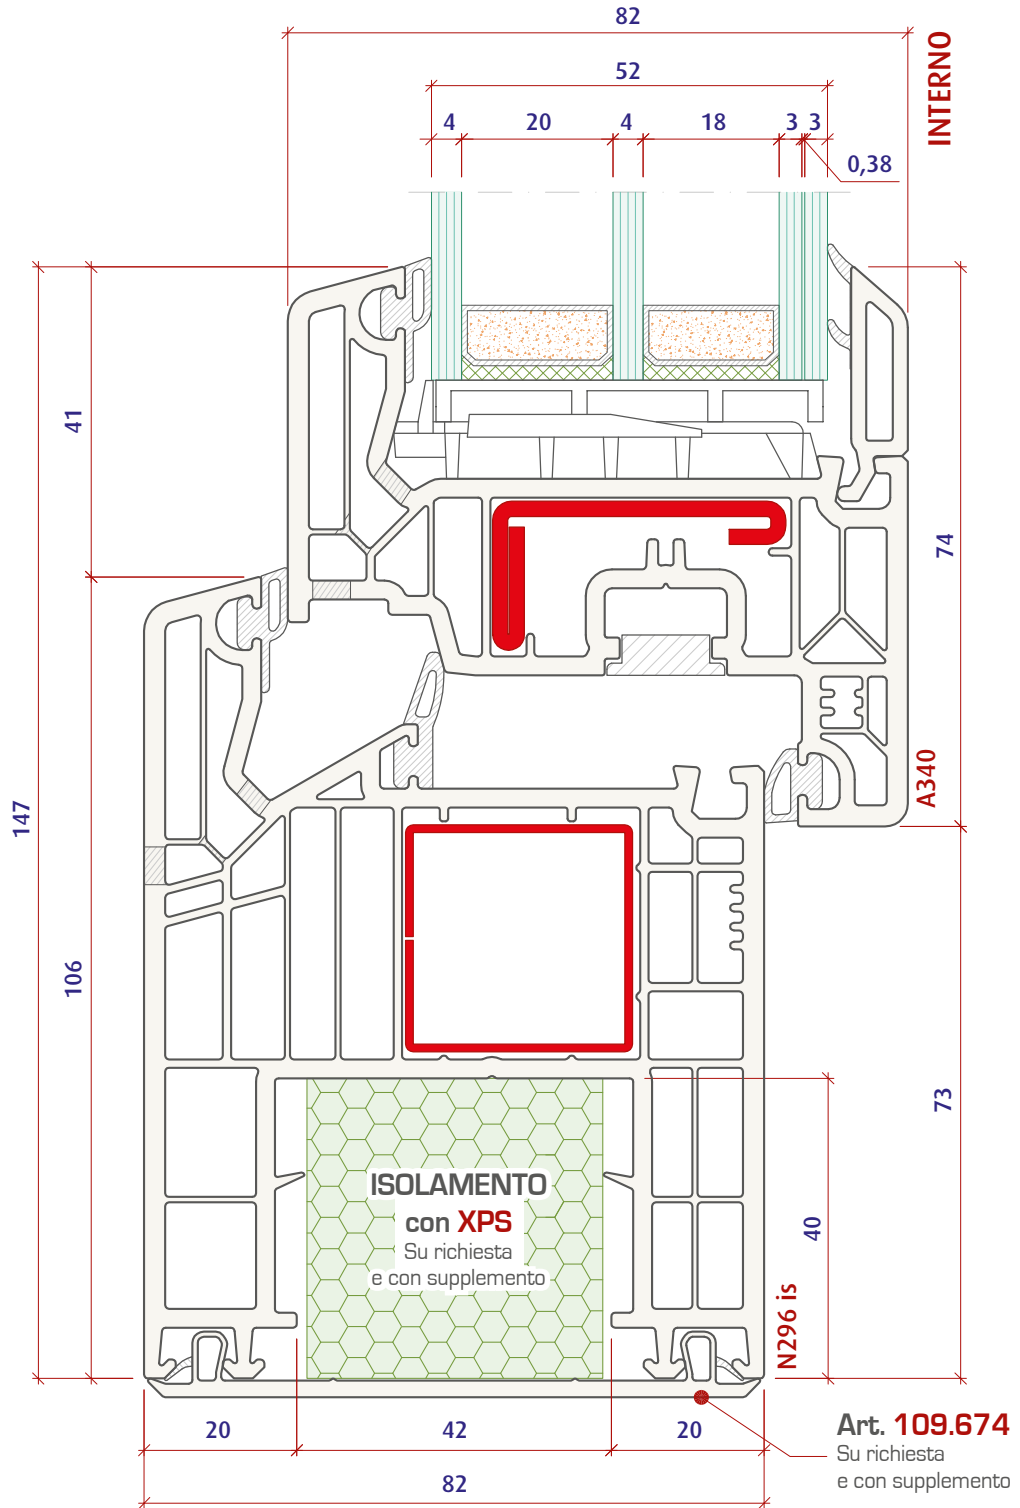 82
INTERNO
52
4
20
4
18
3
3
0,38
41
74
147
A340
106
73
ISOLAMENTO
con XPS
Su richiesta
e con supplemento
40
N296 is
20
42
20
82
Art. 109.674
Su richiesta
e con supplemento